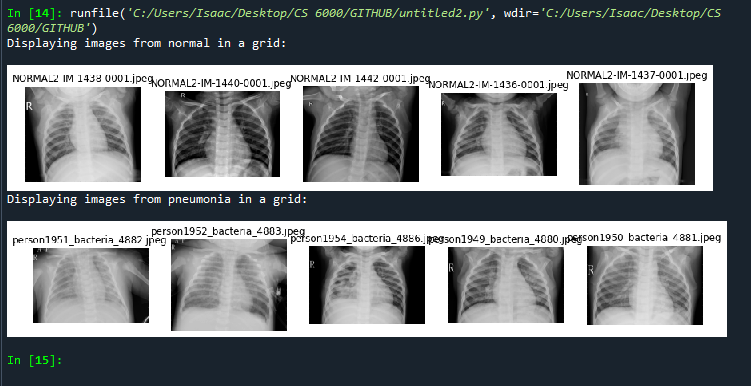 In [14]: runfile('C:/Users/Isaac/Desktop/CS 6000/GITHUB/untitled2.py', wdir='C:/Users/Isaac/Desktop/CS
6000/GITHUB')
Displaying images from normal in a grid:
NORMAL2-IM-1438-0001.jpeg NORMAL2-IM-1440-0001.jpeg NORMAL2-IM-1442-0001.jpeg NORMAL2-IM-1436-0001.jpeg NORMAL2-IM-1437-0001.jpeg
R
Displaying images from pneumonia in a grid:
person1951_bacteria_4882.jpeg person1952_bacteria_4883.jpeg person1954_bacteria_4886.jpeg person1949_bacteria_4880.jpeg person1950_bacteria_4881.jpeg
R R R
In [15]: